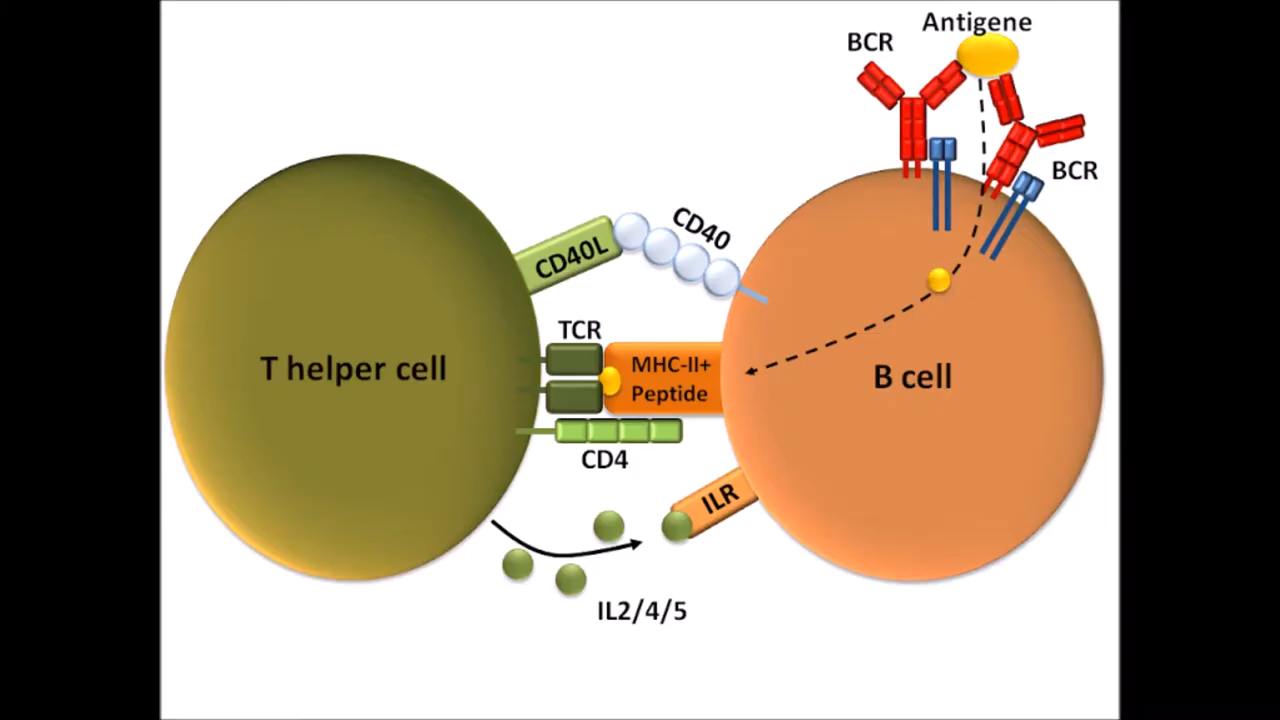 Antigene
BCR
BCR
CD40
CD40L
TCR
MHC-II+
Peptide
T helper cell
B cell
CD4
ILR
IL2/4/5